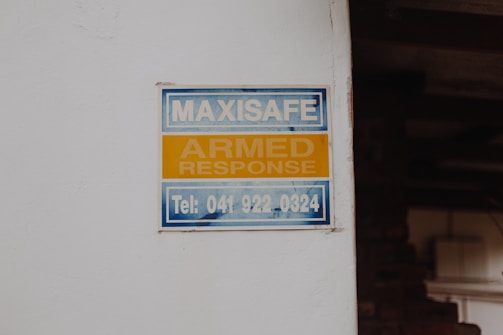 MAXISAFE
ARMED
RESPONSE
Tel: 041 922 0324